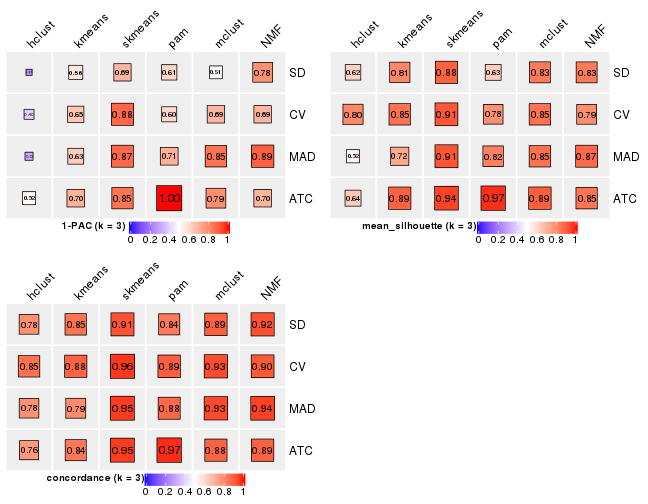 hclust kmeans skmeans pam mclust NMF
0.56 0.69 0.61 0.51 0.78 SD
0.65 0.88 0.60 0.69 0.69 CV
0.63 0.87 0.71 0.85 0.89 MAD
0.52 0.70 0.85 1.00 0.79 0.70 ATC
1-PAC (k = 3)
0 0.2 0.4 0.6 0.8 1
hclust kmeans skmeans pam mclust NMF
0.62 0.81 0.88 0.63 0.83 0.83 SD
0.80 0.85 0.91 0.78 0.85 0.79 CV
0.52 0.72 0.91 0.82 0.85 0.87 MAD
0.64 0.89 0.94 0.97 0.89 0.85 ATC
mean_silhouette (k = 3)
0 0.2 0.4 0.6 0.8 1
hclust kmeans skmeans pam mclust NMF
0.78 0.85 0.91 0.84 0.89 0.92 SD
0.85 0.88 0.96 0.89 0.93 0.90 CV
0.78 0.79 0.95 0.88 0.93 0.94 MAD
0.76 0.84 0.95 0.97 0.88 0.89 ATC
concordance (k = 3)
0 0.2 0.4 0.6 0.8 1